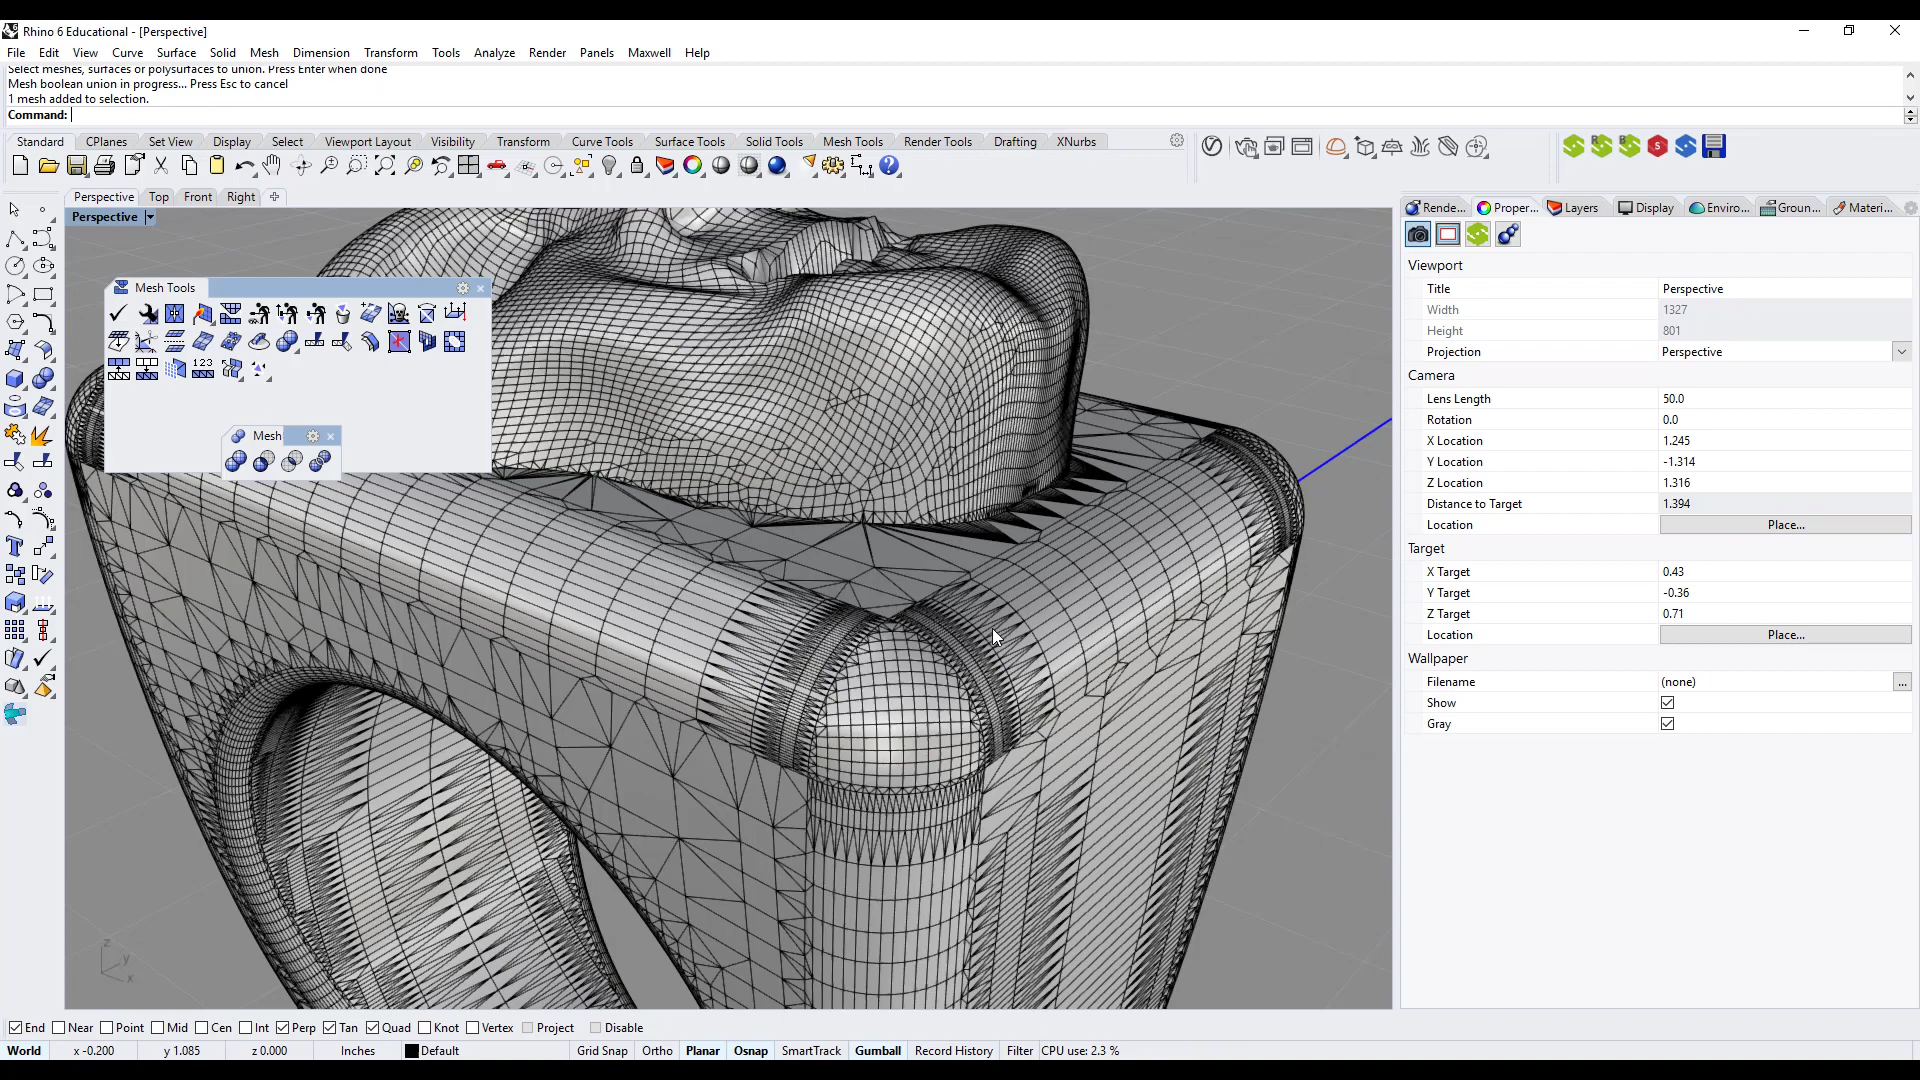 Rhino 6 Educational - [Perspective]
File Edit View Curve Surface Solid Mesh Dimension Transform Tools Analyze Render Panels Maxwell Help
Select meshes, surfaces or polysurfaces to union. Press Enter when done
Mesh boolean union in progress... Press Esc to cancel
1 mesh added to selection.
Command:
Standard CPlanes Set View Display Select Viewport Layout Visibility Transform Curve Tools Surface Tools Solid Tools Mesh Tools Render Tools Drafting XNurbs
Perspective Top Front Right
Perspective
Rende... Proper... Layers Display Enviro... Groun... Materi...
Mesh Tools
123
Mesh
Viewport
Title Perspective
Width 1327
Height 801
Projection Perspective
Camera
Lens Length 50.0
Rotation 0.0
X Location 1.245
Y Location -1.314
Z Location 1.316
Distance to Target 1.394
Location Place...
Target
X Target 0.43
Y Target -0.36
Z Target 0.71
Location Place...
Wallpaper
Filename (none) ...
Show
Gray
z
y
x
End Near Point Mid Cen Int Perp Tan Quad Knot Vertex Project Disable
World x -0.200 y 1.085 z 0.000 Inches Default Grid Snap Ortho Planar Osnap SmartTrack Gumball Record History Filter CPU use: 2.3 %